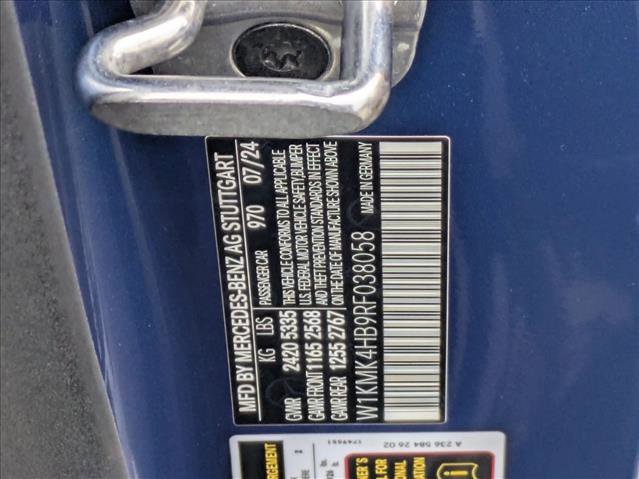 MFD BY MERCEDES-BENZ AG STUTTGART
KG LBS PASSENGER CAR 970 07/24
GVWR 2420 5335 THIS VEHICLE CONFORMS TO ALL APPLICABLE
GAWR FRONT 1165 2568 U.S. FEDERAL MOTOR VEHICLE SAFETY/BUMPER
AND THEFT PREVENTION STANDARDS IN EFFECT
GAWR REAR 1255 2767 ON DATE OF MANUFACTURE SHOWN ABOVE
W1KMK4HB9RF038058 MADE IN GERMANY
A 236 584 26 02
1749551